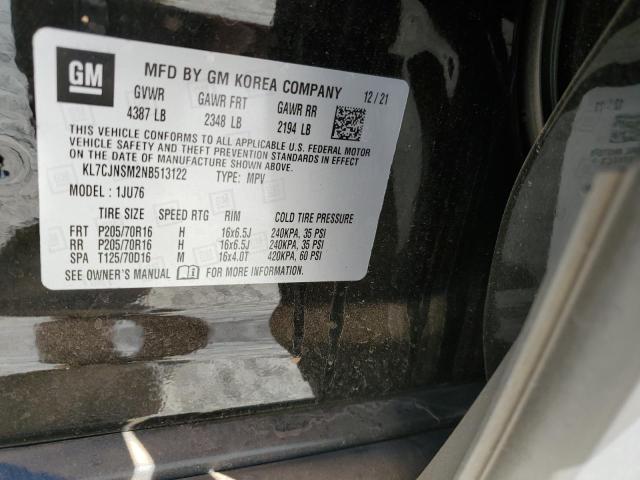 GM
MFD BY GM KOREA COMPANY 12/21
GVWR GAWR FRT GAWR RR
4387 LB 2348 LB 2194 LB
THIS VEHICLE CONFORMS TO ALL APPLICABLE U.S. FEDERAL MOTOR
VEHICLE SAFETY AND THEFT PREVENTION STANDARDS IN EFFECT
ON THE DATE OF MANUFACTURE SHOWN ABOVE.
KL7CJNSM2NB513122 TYPE: MPV
MODEL : 1JU76
TIRE SIZE SPEED RTG RIM COLD TIRE PRESSURE
FRT P205/70R16 H 16x6.5J 240KPA, 35 PSI
RR P205/70R16 H 16x6.5J 240KPA, 35 PSI
SPA T125/70D16 M 16x4.0T 420KPA, 60 PSI
SEE OWNER'S MANUAL FOR MORE INFORMATION.